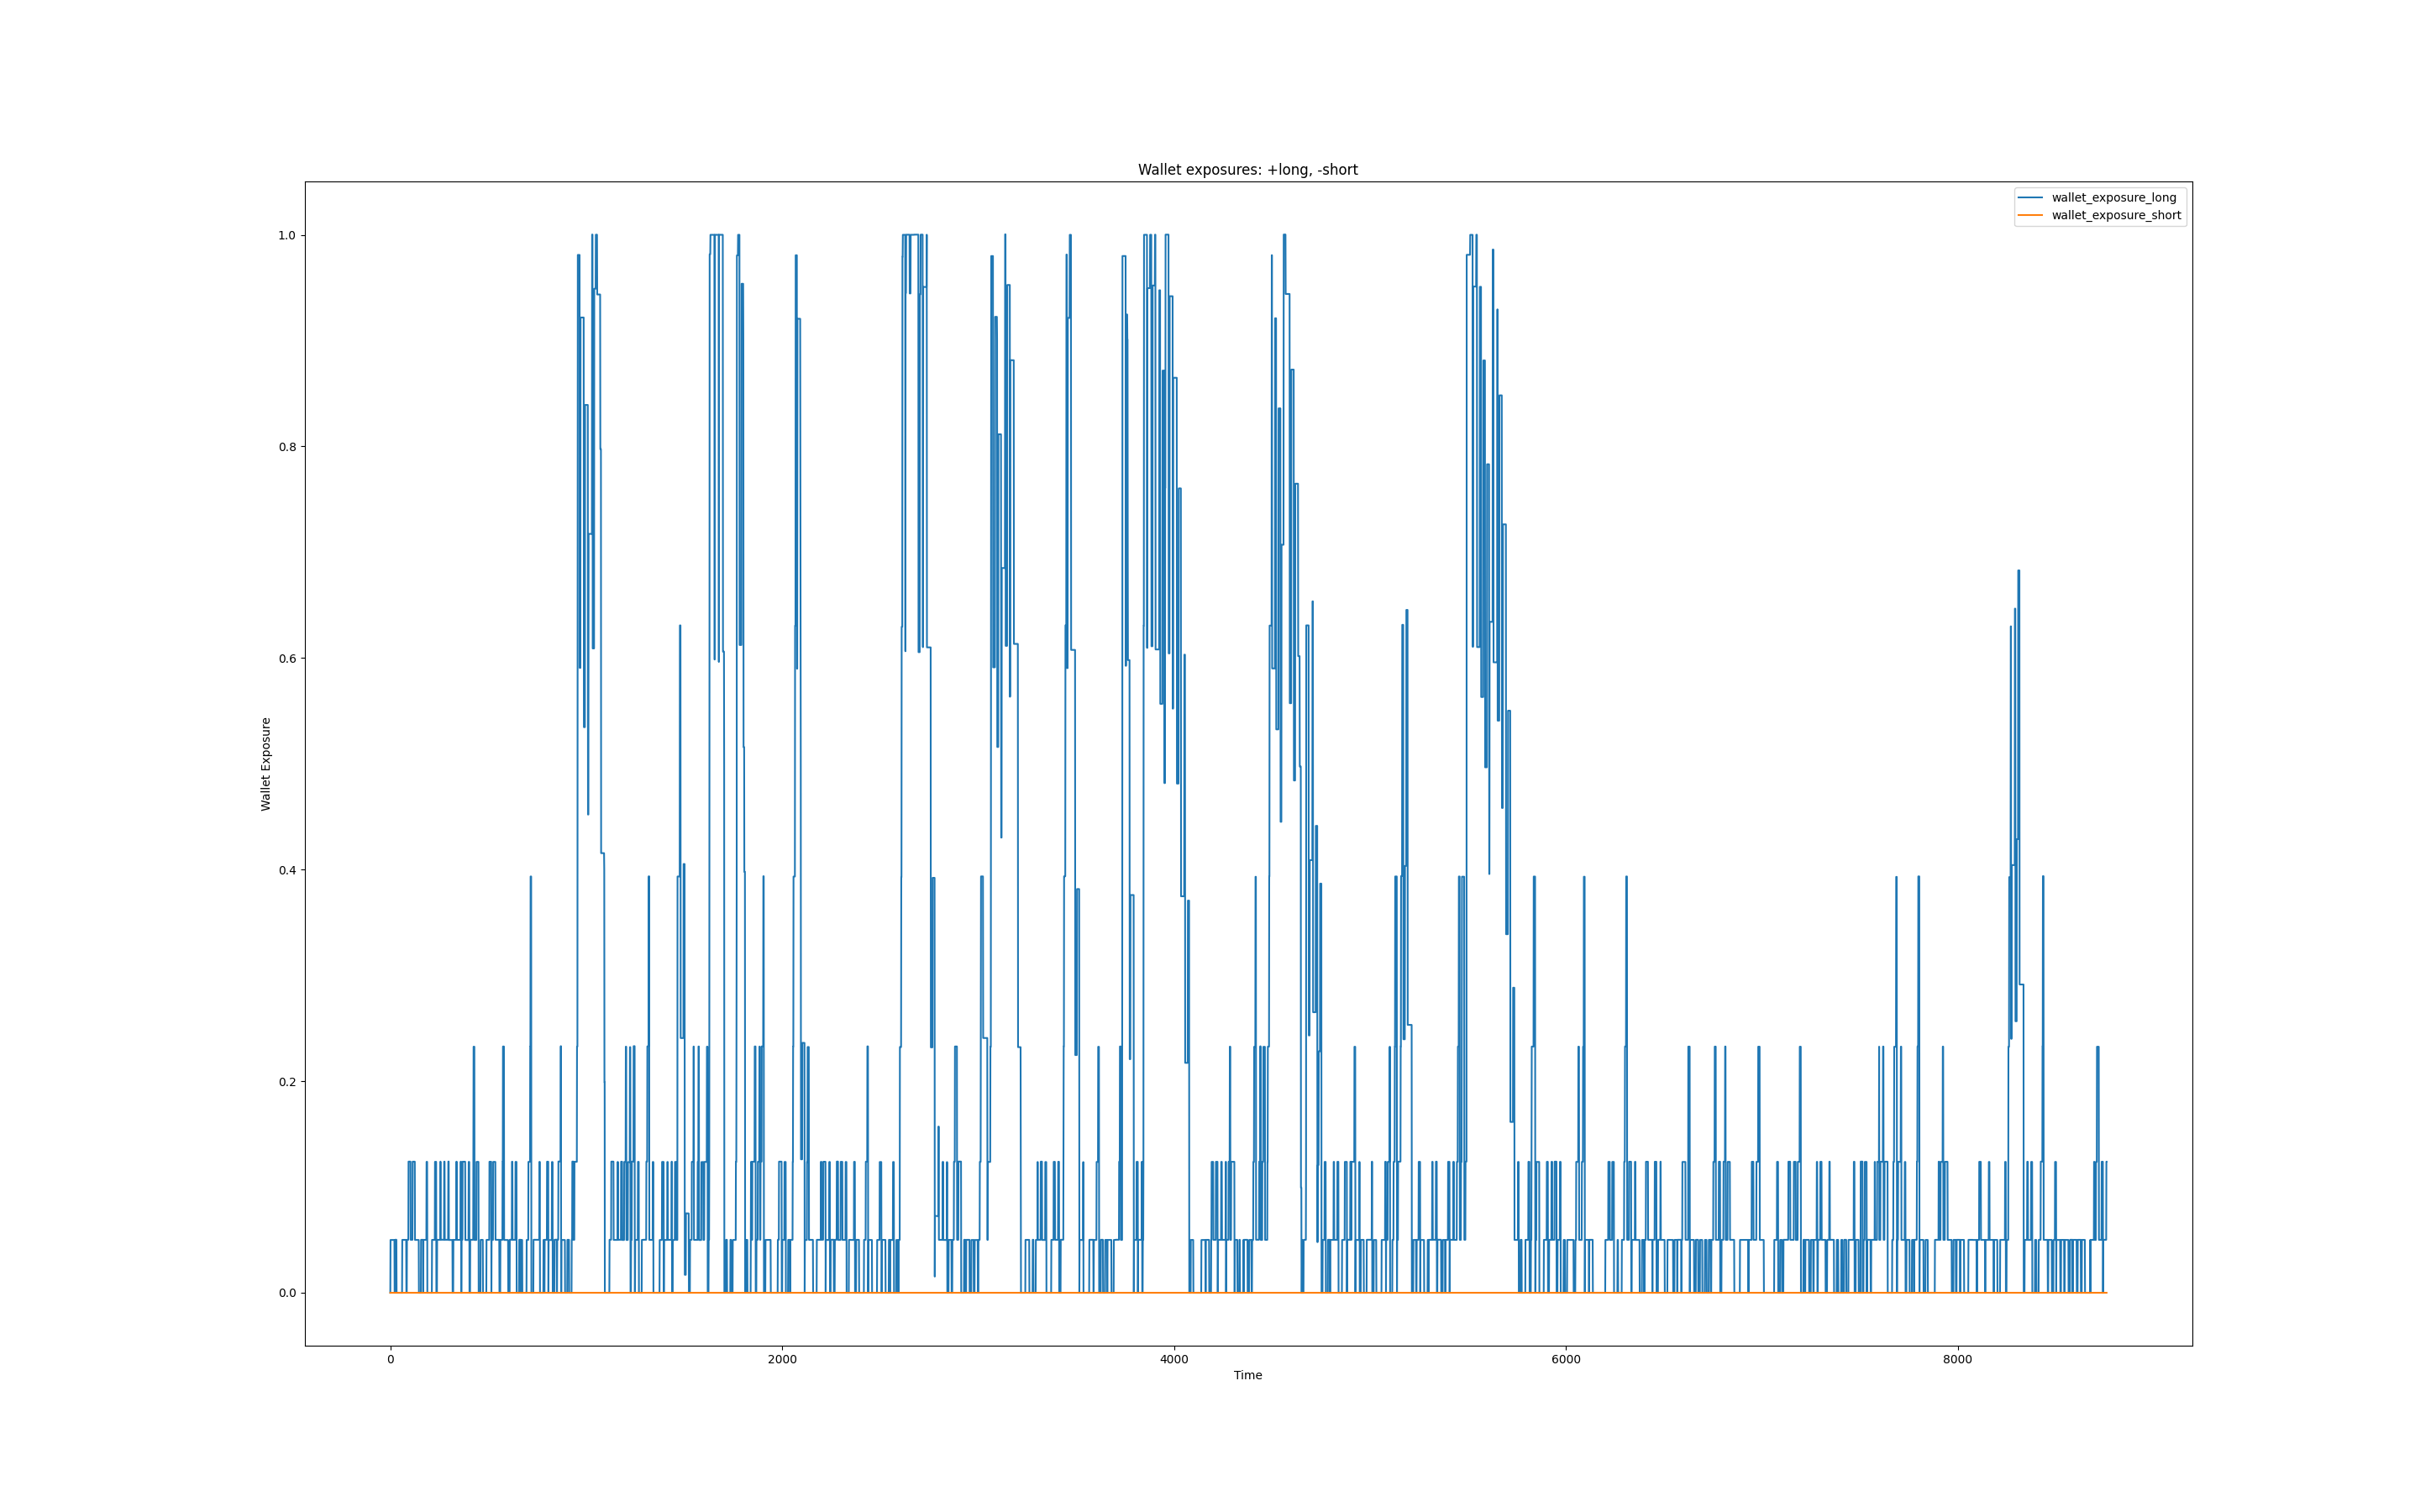 Wallet exposures: +long, -short
wallet_exposure_long
wallet_exposure_short
1.0
0.8
0.6
0.4
0.2
0.0
Wallet Exposure
0 2000 4000 6000 8000
Time